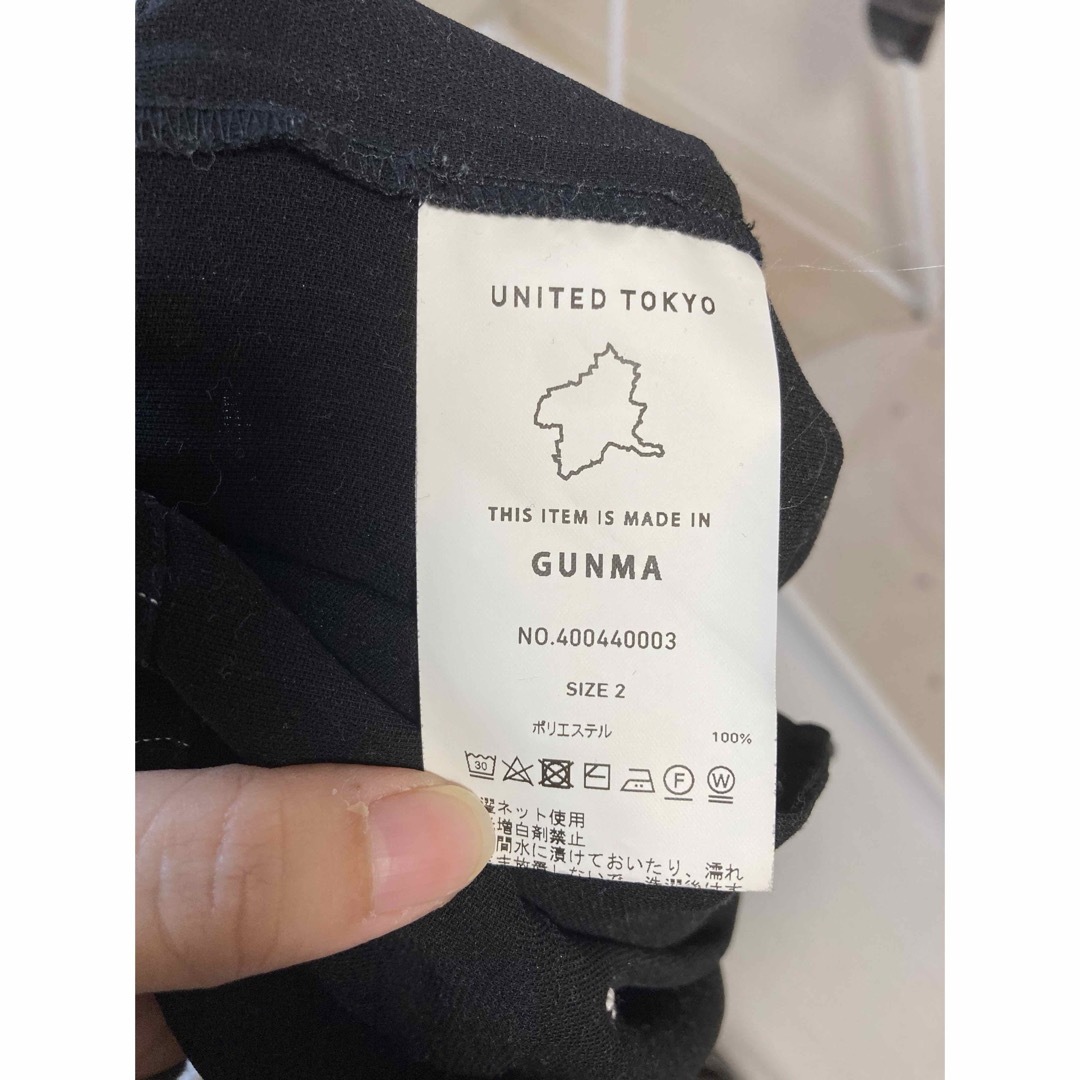 UNITED TOKYO
THIS ITEM IS MADE IN
GUNMA
NO.400440003
SIZE 2
ポリエステル 100%
30 F W
濯ネット使用
増白剤禁止
間水に漬けておいたり、濡れ